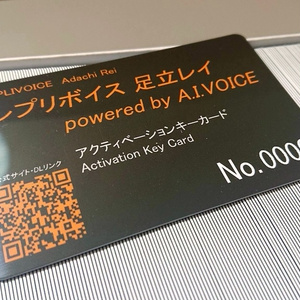 PLIVOICE Adachi Rei
ンプリボイス 足立レイ
powered by A.I.VOICE
アクティベーションキーカード
Activation Key Card
公式サイト・DLリンク
No.000